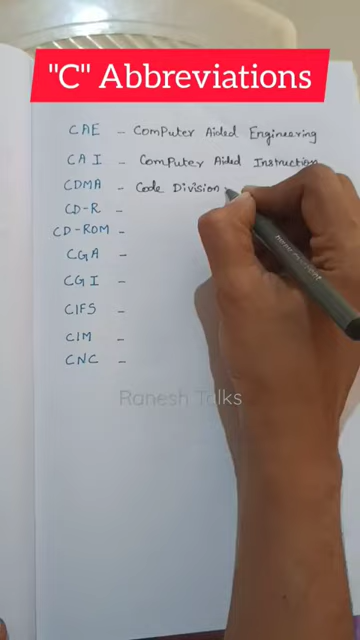 "C" Abbreviations
CAE - Computer Aided Engineering
CAI - Computer Aided Instruction
CDMA - Code Division
CD-R -
CD-ROM -
CGA -
CGI -
CIFS -
CIM -
CNC -
Ranesh Talks